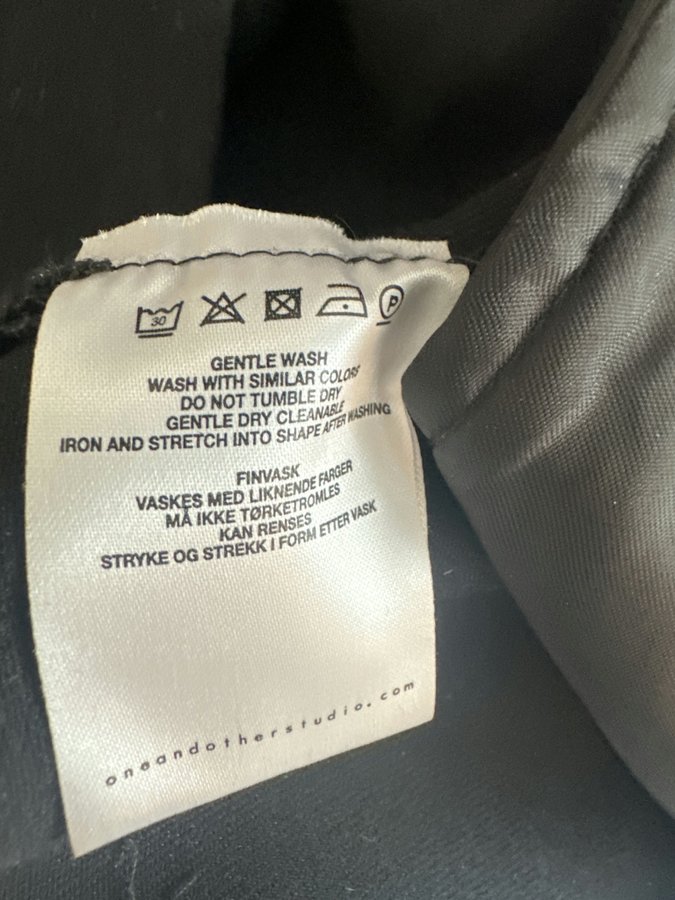 30 P
GENTLE WASH
WASH WITH SIMILAR COLORS
DO NOT TUMBLE DRY
GENTLE DRY CLEANABLE
IRON AND STRETCH INTO SHAPE AFTER WASHING
FINVASK
VASKES MED LIKNENDE FARGER
MÅ IKKE TØRKETROMLES
KAN RENSES
STRYKE OG STREKK I FORM ETTER VASK
oneandotherstudio.com